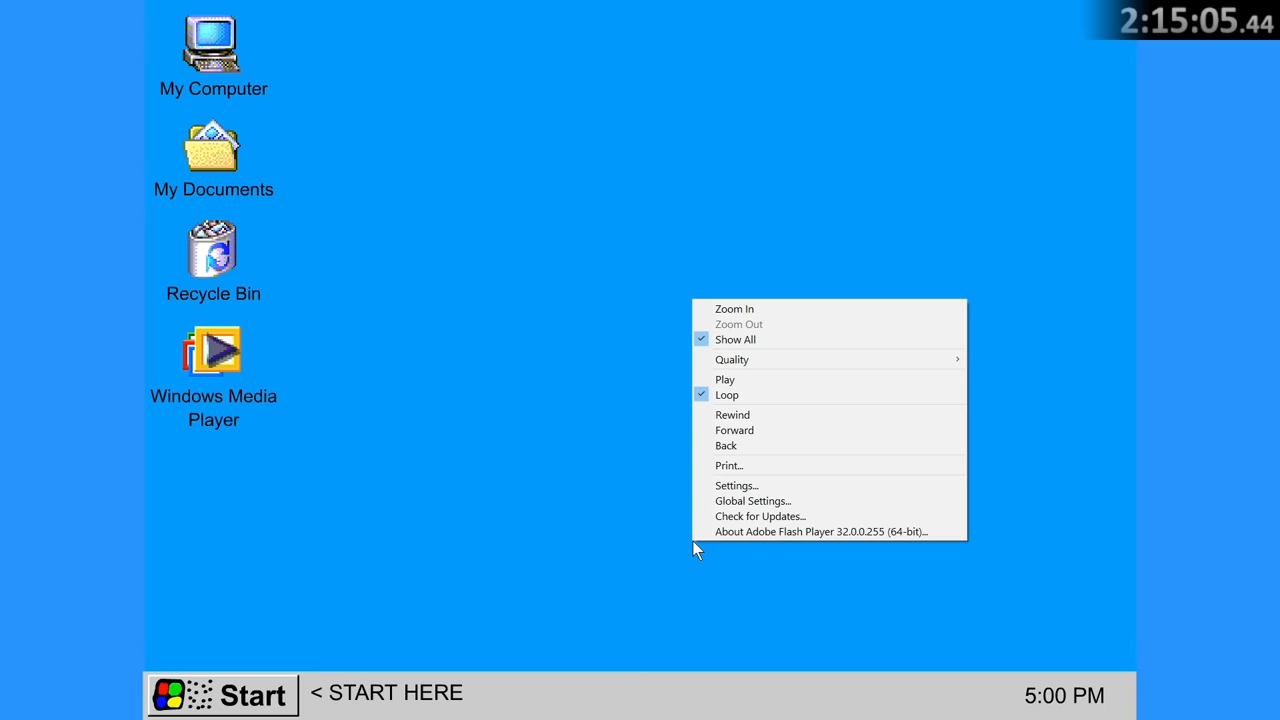 2:15:05.44
My Computer
My Documents
Recycle Bin
Windows Media
Player
Zoom In
Zoom Out
Show All
Quality
Play
Loop
Rewind
Forward
Back
Print...
Settings...
Global Settings...
Check for Updates...
About Adobe Flash Player 32.0.0.255 (64-bit)...
Start
< START HERE
5:00 PM